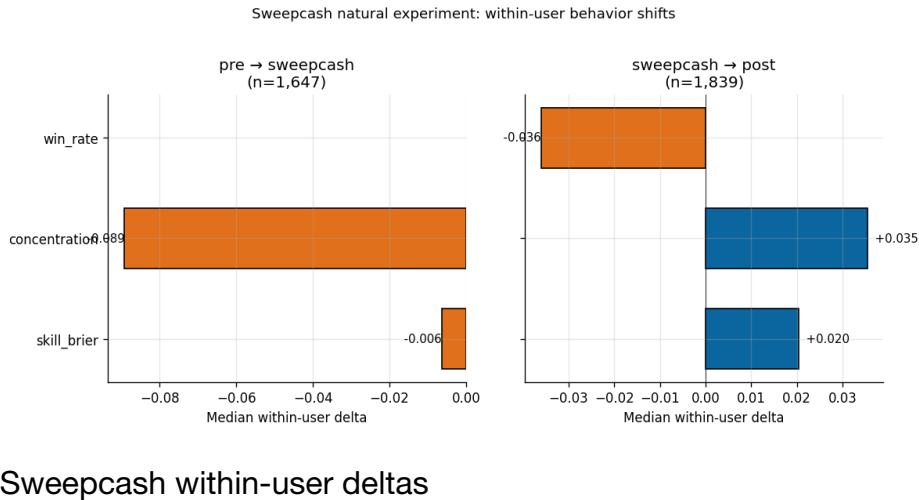 Sweepcash natural experiment: within-user behavior shifts
pre → sweepcash
(n=1,647)
sweepcash → post
(n=1,839)
win_rate
-0.036
concentration
-0.089
+0.035
skill_brier
-0.006
+0.020
−0.08 −0.06 −0.04 −0.02 0.00
−0.03 −0.02 −0.01 0.00 0.01 0.02 0.03
Median within-user delta
Median within-user delta
Sweepcash within-user deltas